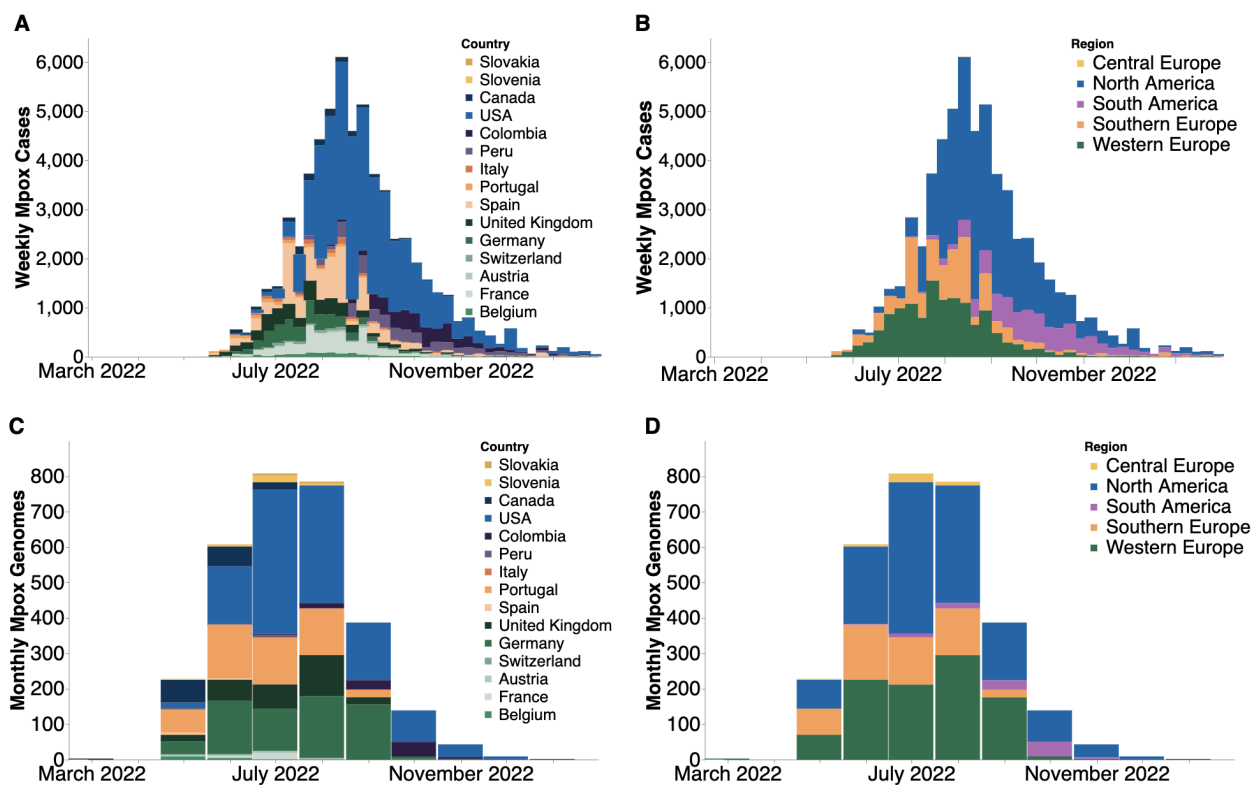 A
Weekly Mpox Cases
6,000
5,000
4,000
3,000
2,000
1,000
0
March 2022
July 2022
November 2022
Country
Slovakia
Slovenia
Canada
USA
Colombia
Peru
Italy
Portugal
Spain
United Kingdom
Germany
Switzerland
Austria
France
Belgium
B
Weekly Mpox Cases
6,000
5,000
4,000
3,000
2,000
1,000
0
March 2022
July 2022
November 2022
Region
Central Europe
North America
South America
Southern Europe
Western Europe
C
Monthly Mpox Genomes
800
700
600
500
400
300
200
100
0
March 2022
July 2022
November 2022
Country
Slovakia
Slovenia
Canada
USA
Colombia
Peru
Italy
Portugal
Spain
United Kingdom
Germany
Switzerland
Austria
France
Belgium
D
Monthly Mpox Genomes
800
700
600
500
400
300
200
100
0
March 2022
July 2022
November 2022
Region
Central Europe
North America
South America
Southern Europe
Western Europe